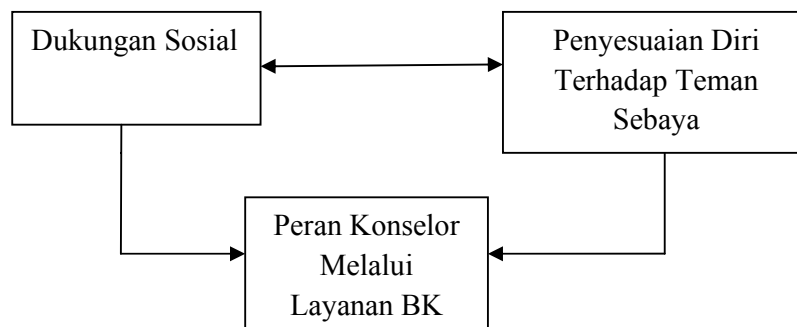 Dukungan Sosial
Penyesuaian Diri
Terhadap Teman
Sebaya
Peran Konselor
Melalui
Layanan BK